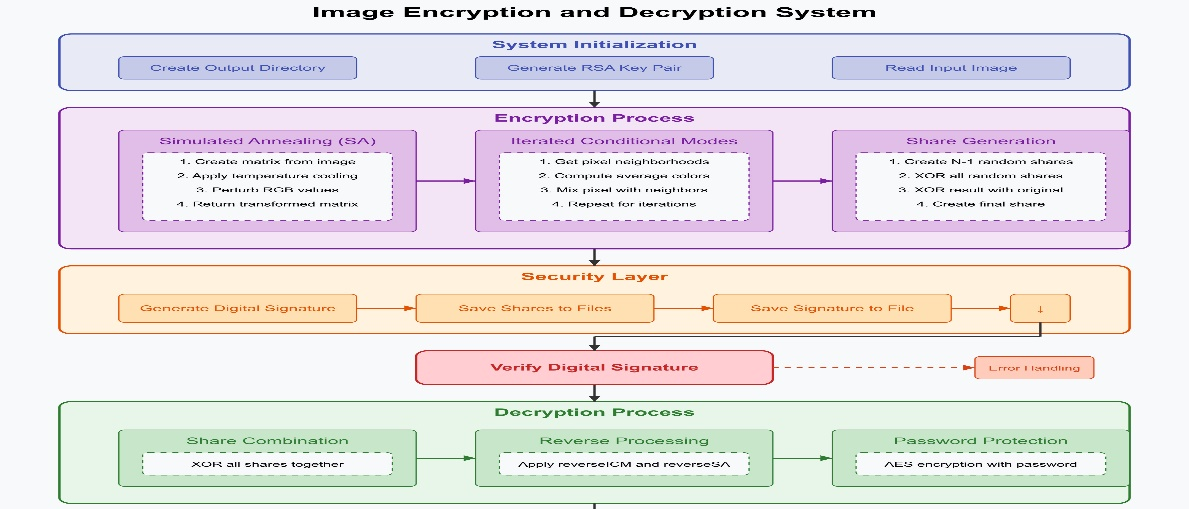 Image Encryption and Decryption System
System Initialization
Create Output Directory
Generate RSA Key Pair
Read Input Image
Encryption Process
Simulated Annealing (SA)
1. Create matrix from image
2. Apply temperature cooling
3. Perturb RGB values
4. Return transformed matrix
Iterated Conditional Modes
1. Get pixel neighborhoods
2. Compute average colors
3. Mix pixel with neighbors
4. Repeat for iterations
Share Generation
1. Create N-1 random shares
2. XOR all random shares
3. XOR result with original
4. Create final share
Security Layer
Generate Digital Signature
Save Shares to Files
Save Signature to File
↓
Verify Digital Signature
Error Handling
Decryption Process
Share Combination
XOR all shares together
Reverse Processing
Apply reverseICM and reverseSA
Password Protection
AES encryption with password